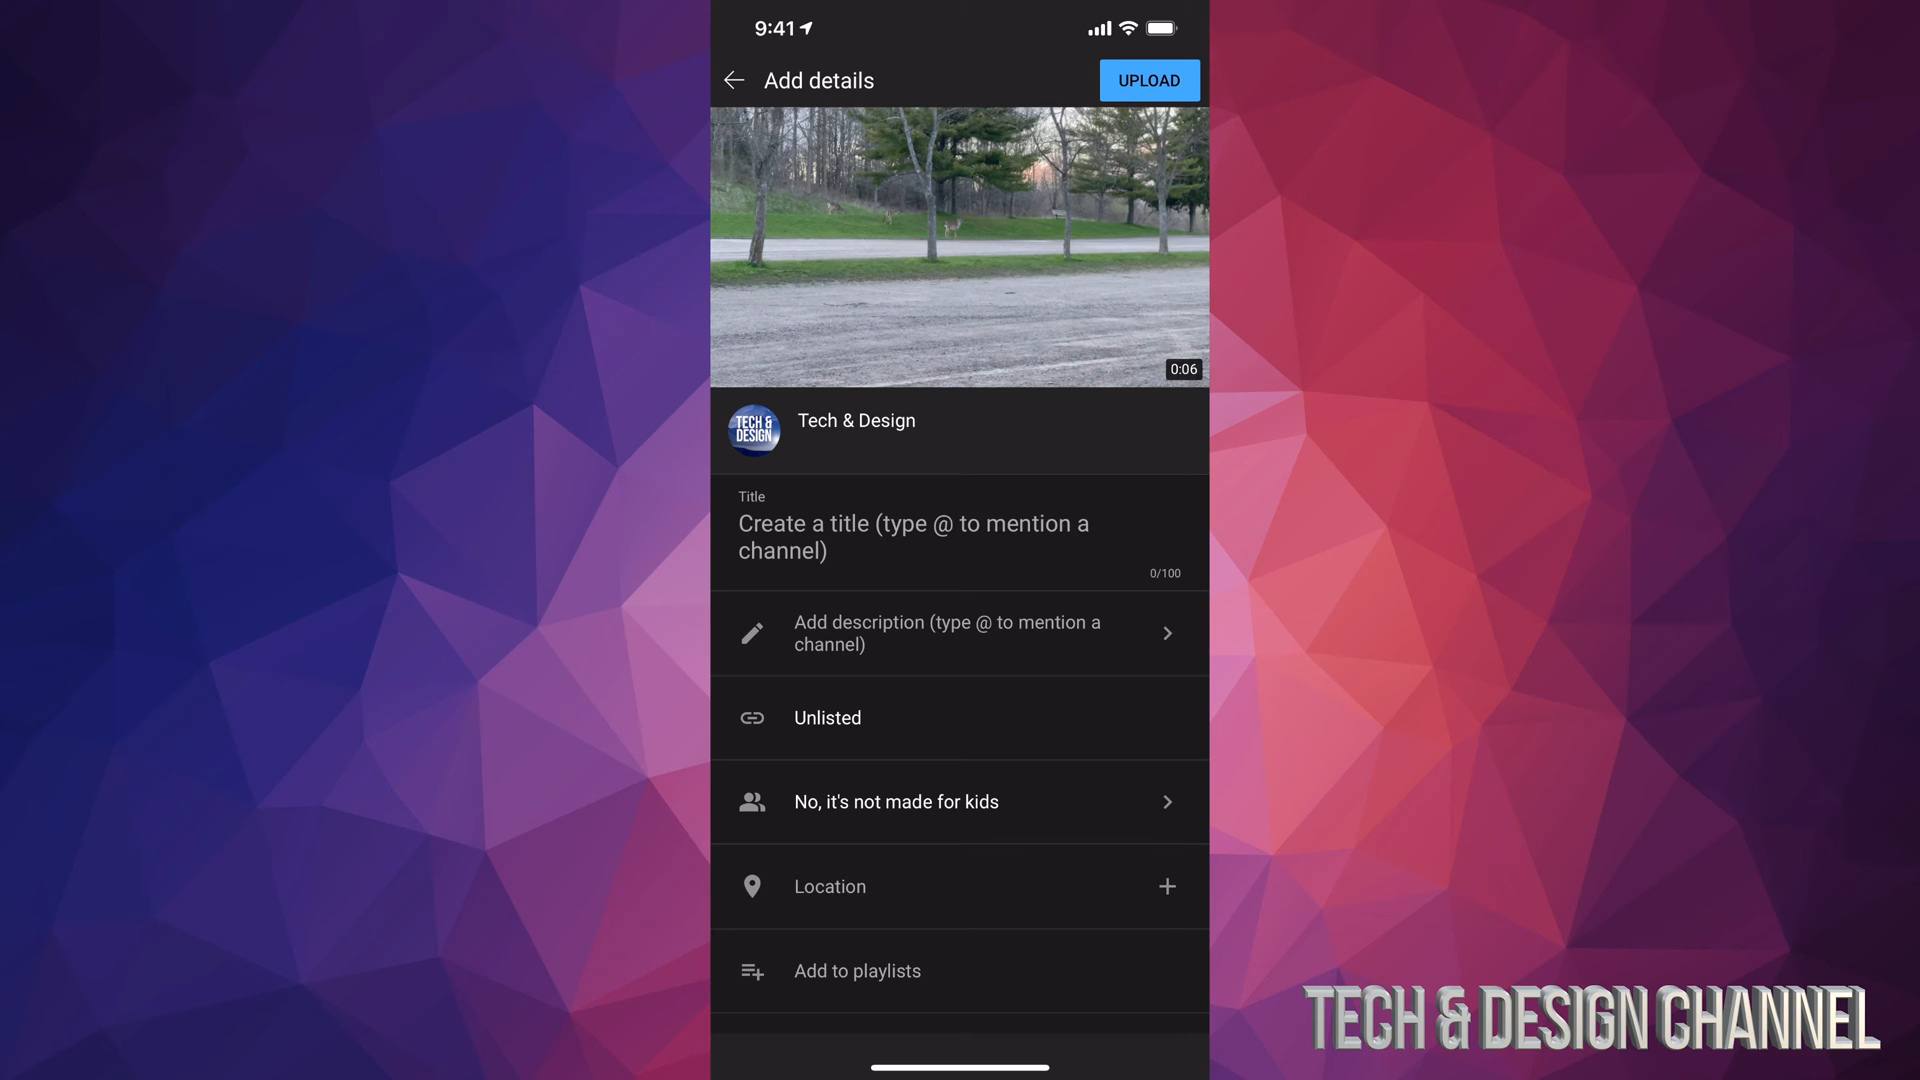 9:41
Add details
UPLOAD
0:06
TECH &
DESIGN
Tech & Design
Title
Create a title (type @ to mention a
channel)
0/100
Add description (type @ to mention a
channel)
Unlisted
No, it's not made for kids
Location
Add to playlists
TECH & DESIGN CHANNEL